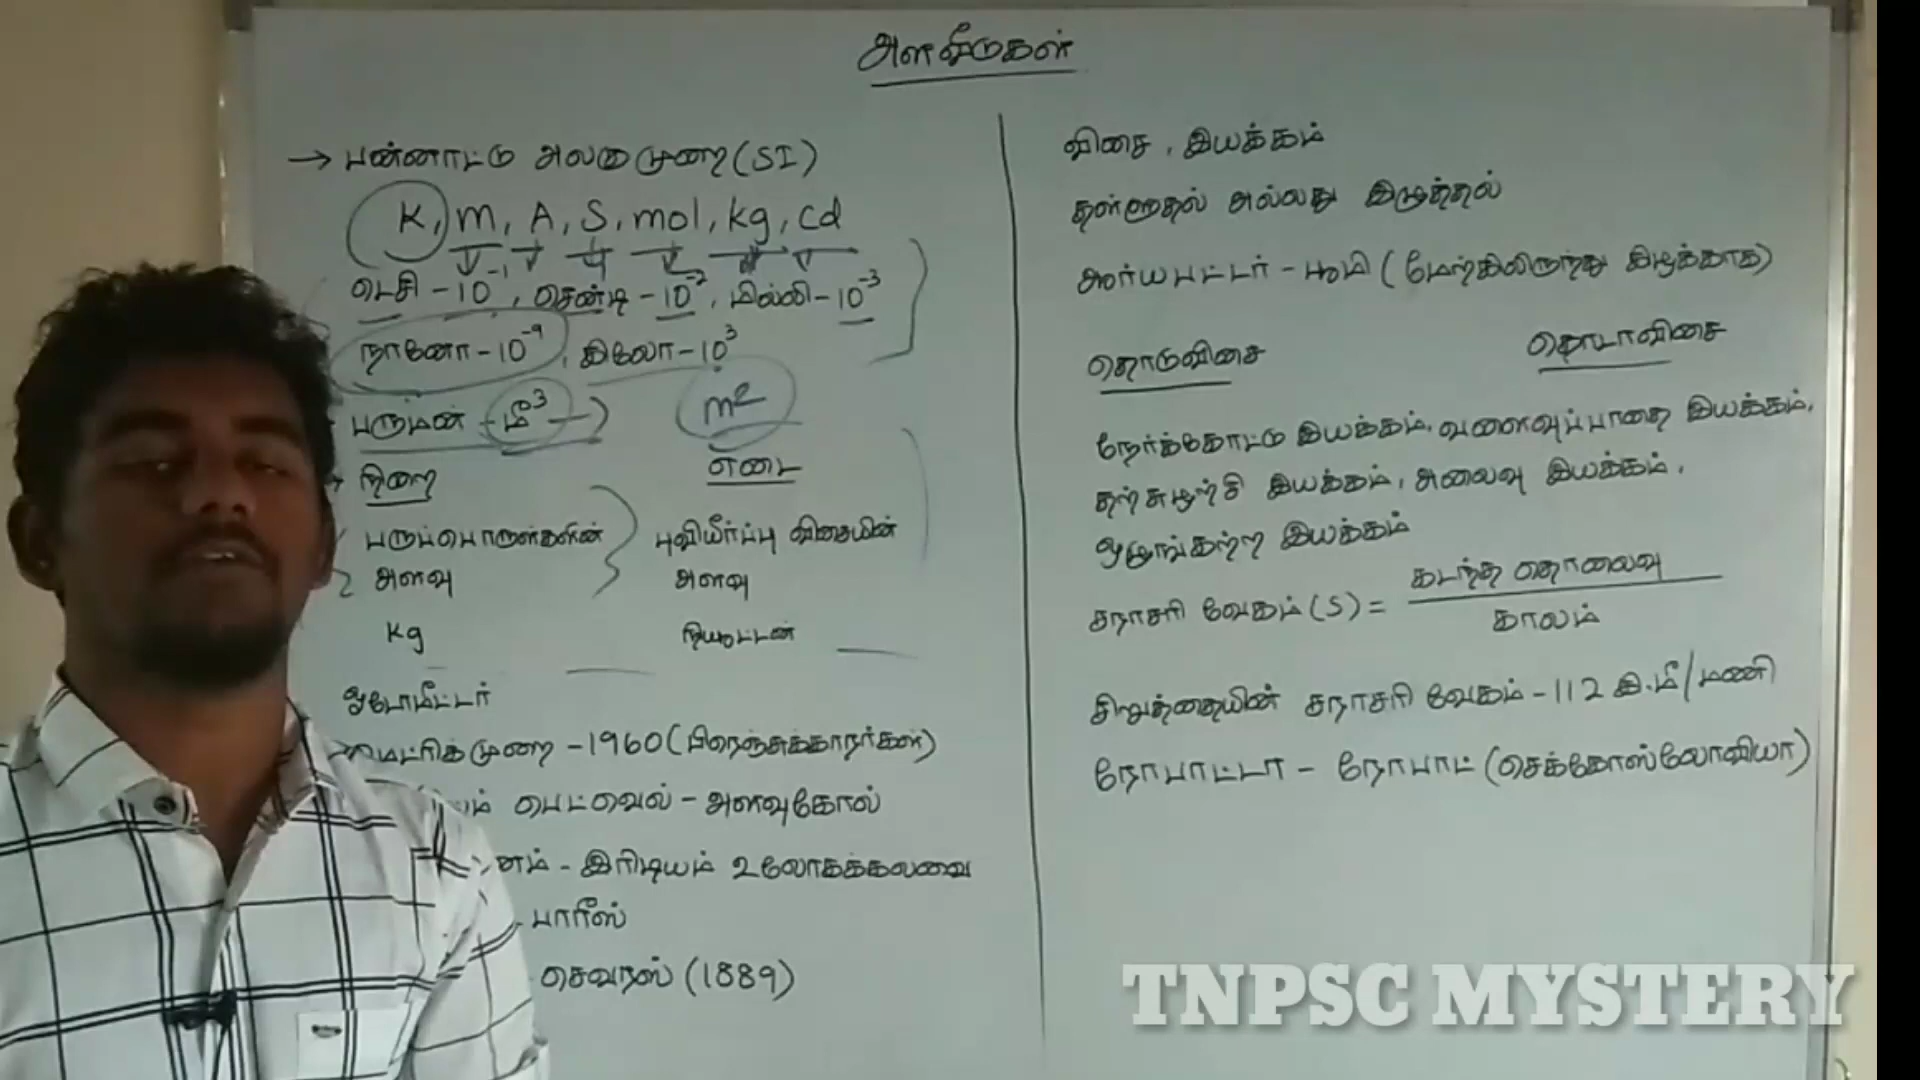 அளவீடுகள்
→ பன்னாட்டு அலகு முறை (SI)
K, m, A, S, mol, kg, cd
டெசி - 10⁻¹, சென்டி - 10⁻², மில்லி - 10⁻³
நானோ - 10⁻⁹, கிலோ - 10³
பருமன் - மீ³ → m²
நிறை எடை
பருப்பொருள்களின் புவியீர்ப்பு விசையின்
அளவு அளவு
Kg நியூட்டன்
ஓடோமீட்டர்
மெட்ரிக்முறை - 1960 (பிரெஞ்சுக்காரர்கள்)
பெட்வெல் - அளவுகோல்
இரிடியம் உலோகக்கலவை
பாரீஸ்
செவரஸ் (1889)
விசை, இயக்கம்
தள்ளுதல் அல்லது இழுத்தல்
ஆர்யபட்டர் - பூமி (மேற்கிலிருந்து கிழக்காக)
தொடுவிசை தொடாவிசை
நேர்க்கோட்டு இயக்கம், வளைவுப்பாதை இயக்கம்,
தற்சுழற்சி இயக்கம், அலைவு இயக்கம்,
ஒழுங்கற்ற இயக்கம்
சராசரி வேகம் (S) = கடந்த தொலைவு
காலம்
சிறுத்தையின் சராசரி வேகம் - 112 கி.மீ/மணி
ரோபாட்டா - ரோபாட் (செக்கோஸ்லோவியா)
TNPSC MYSTERY